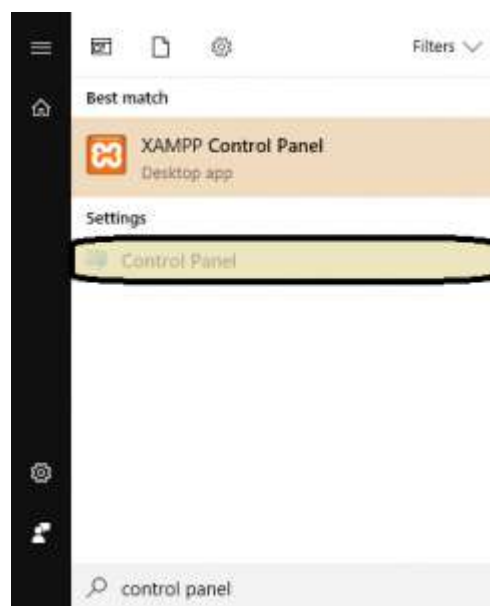 Filters
Best match
XAMPP Control Panel
Desktop app
Settings
Control Panel
control panel